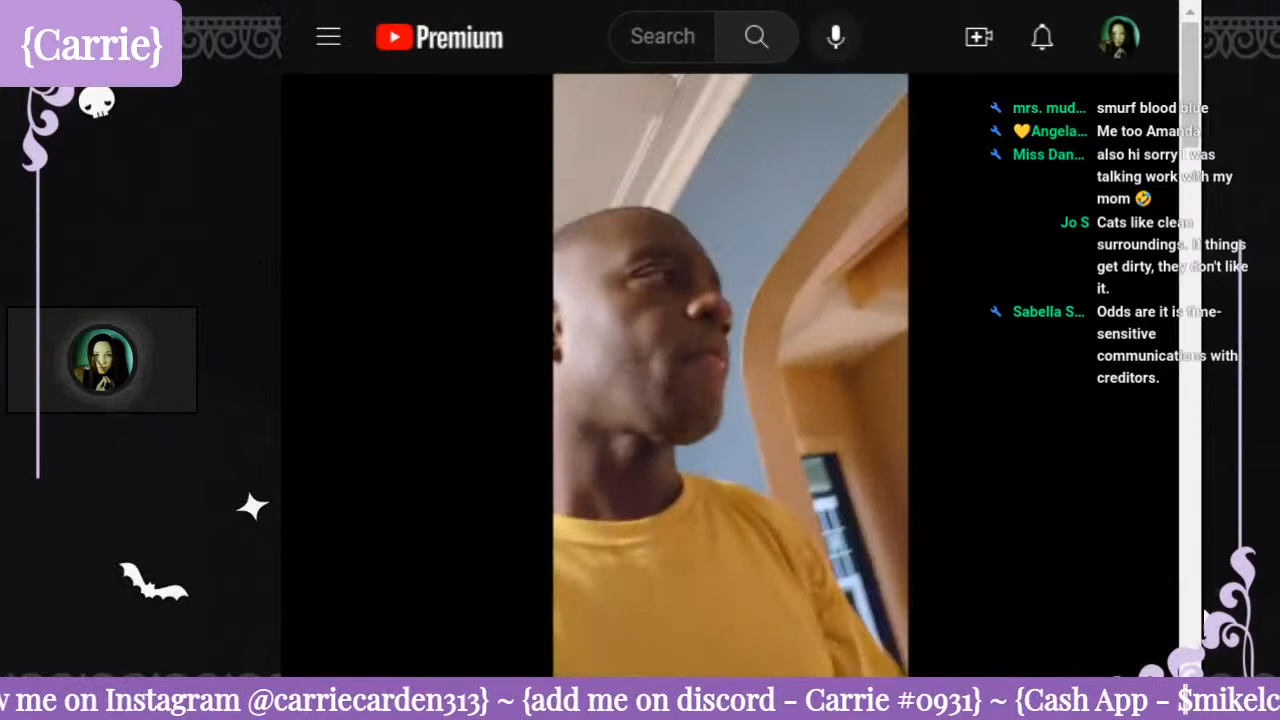 {Carrie}
Premium
Search
mrs. mud... smurf blood blue
💛Angela... Me too Amanda
Miss Dan... also hi sorry I was
talking work with my
mom 🤣
Jo S Cats like clean
surroundings. If things
get dirty, they don't like
it.
Sabella S... Odds are it is time-
sensitive
communications with
creditors.
w me on Instagram @carriecarden313} ~ {add me on discord - Carrie #0931} ~ {Cash App - $mikelc